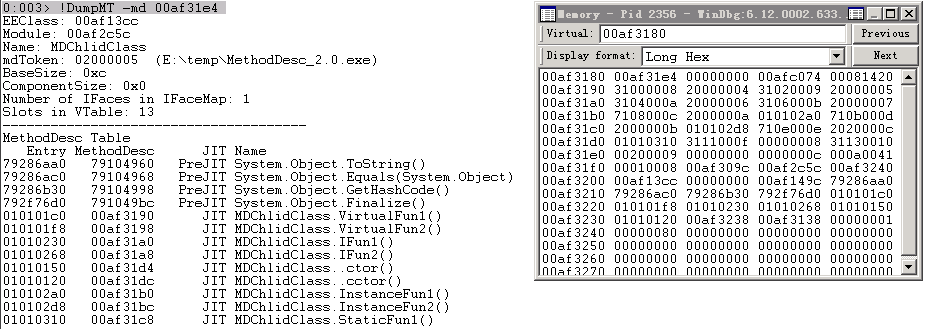 0:003> !DumpMT -md 00af31e4
EEClass: 00af13cc
Module: 00af2c5c
Name: MDChlidClass
mdToken: 02000005  (E:\temp\MethodDesc_2.0.exe)
BaseSize: 0xc
ComponentSize: 0x0
Number of IFaces in IFaceMap: 1
Slots in VTable: 13
--------------------------------------
MethodDesc Table
Entry MethodDesc      JIT Name
79286aa0   79104960   PreJIT System.Object.ToString()
79286ac0   79104968   PreJIT System.Object.Equals(System.Object)
79286b30   79104998   PreJIT System.Object.GetHashCode()
792f76d0   791049bc   PreJIT System.Object.Finalize()
010101c0   00af3190      JIT MDChlidClass.VirtualFun1()
010101f8   00af3198      JIT MDChlidClass.VirtualFun2()
01010230   00af31a0      JIT MDChlidClass.IFun1()
01010268   00af31a8      JIT MDChlidClass.IFun2()
01010150   00af31d4      JIT MDChlidClass..ctor()
01010120   00af31dc      JIT MDChlidClass..cctor()
010102a0   00af31b0      JIT MDChlidClass.InstanceFun1()
010102d8   00af31bc      JIT MDChlidClass.InstanceFun2()
01010310   00af31c8      JIT MDChlidClass.StaticFun1()
Memory - Pid 2356 - WinDbg:6.12.0002.633.
Virtual: 00af3180 Previous
Display format: Long Hex Next
00af3180 00af31e4 00000000 00afc074 00081420
00af3190 31000008 20000004 31020009 20000005
00af31a0 3104000a 20000006 3106000b 20000007
00af31b0 7108000c 2000000a 010102a0 710b000d
00af31c0 2000000b 010102d8 710e000e 2020000c
00af31d0 01010310 3111000f 00000008 31130010
00af31e0 00200009 00000000 0000000c 000a0041
00af31f0 00010008 00af309c 00af2c5c 00af3240
00af3200 00af13cc 00000000 00af149c 79286aa0
00af3210 79286ac0 79286b30 792f76d0 010101c0
00af3220 010101f8 01010230 01010268 01010150
00af3230 01010120 00af3238 00af3138 00000001
00af3240 00000080 00000000 00000000 00000000
00af3250 00000000 00000000 00000000 00000000
00af3260 00000000 00000000 00000000 00000000
00af3270 00000000 00000000 00000000 00000000